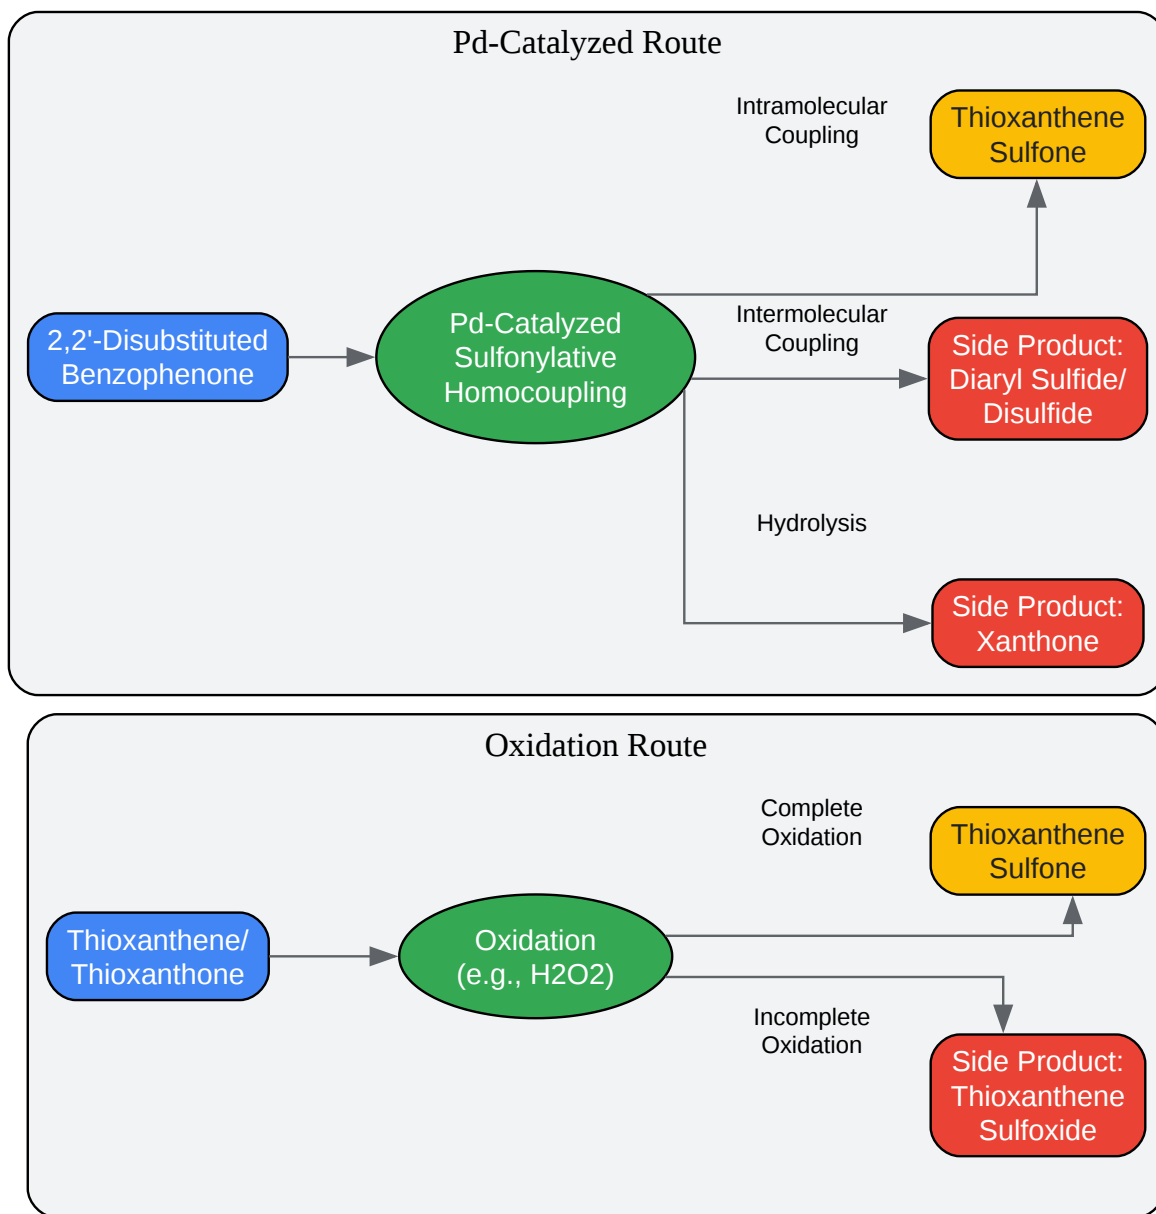 Pd-Catalyzed Route
Intramolecular
Coupling
Thioxanthene
Sulfone
2,2'-Disubstituted
Benzophenone
Pd-Catalyzed
Sulfonylative
Homocoupling
Intermolecular
Coupling
Side Product:
Diaryl Sulfide/
Disulfide
Hydrolysis
Side Product:
Xanthone
Oxidation Route
Complete
Oxidation
Thioxanthene
Sulfone
Thioxanthene/
Thioxanthone
Oxidation
(e.g., H2O2)
Incomplete
Oxidation
Side Product:
Thioxanthene
Sulfoxide